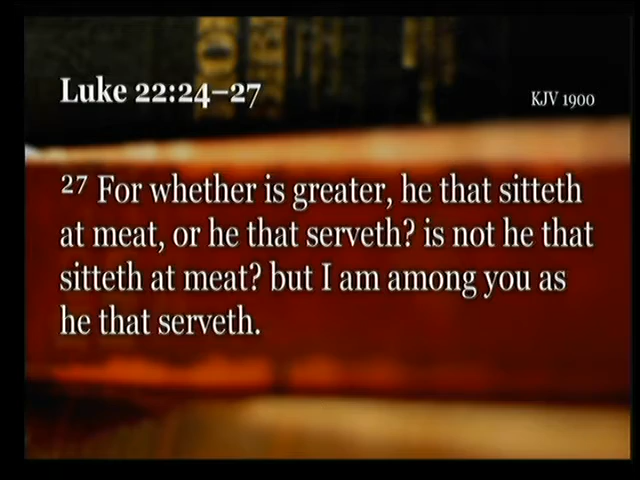 Luke 22:24–27
KJV 1900
27 For whether is greater, he that sitteth
at meat, or he that serveth? is not he that
sitteth at meat? but I am among you as
he that serveth.